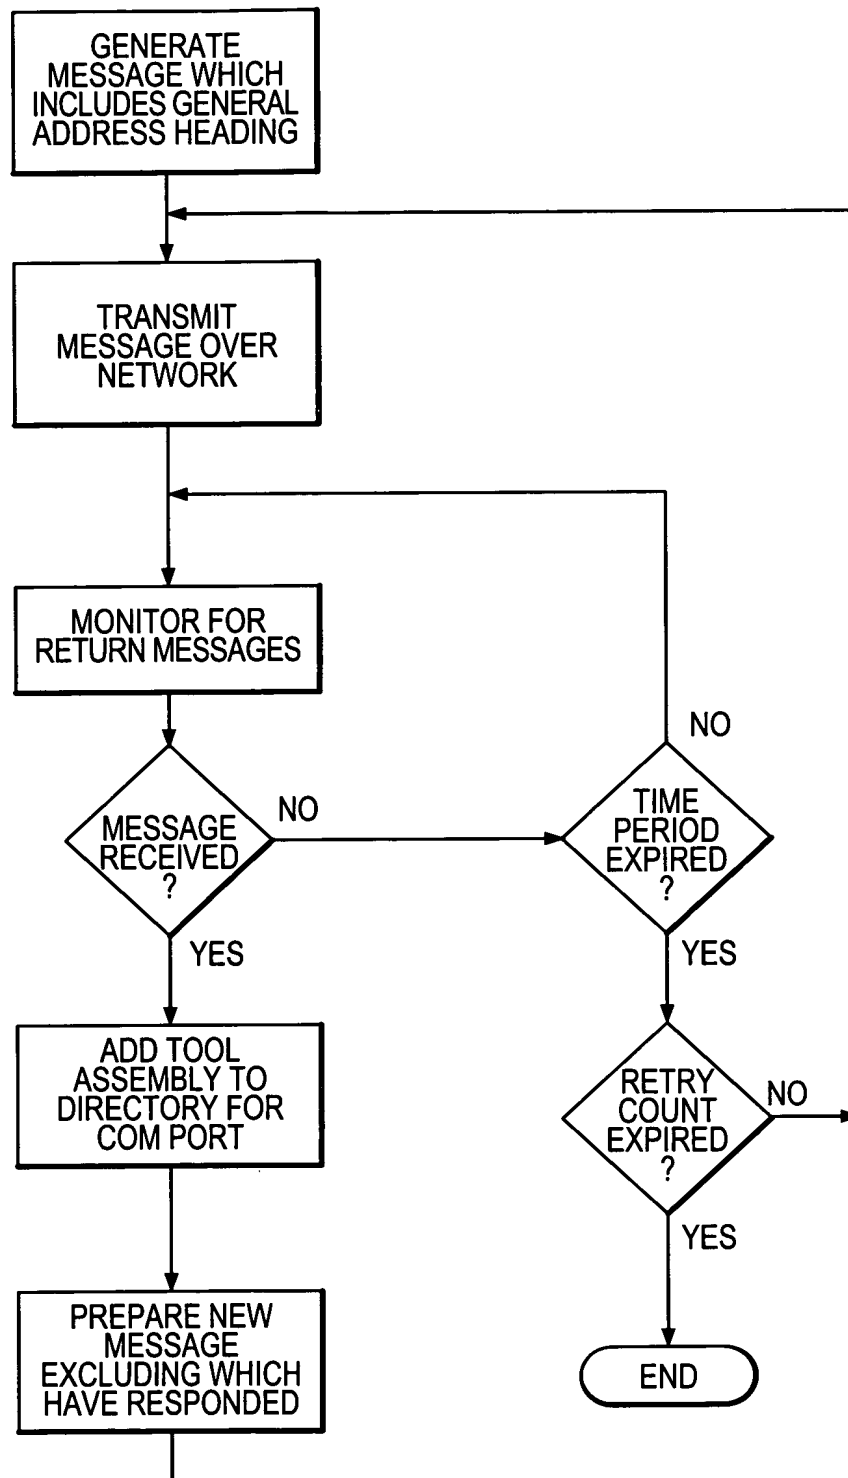 GENERATE
MESSAGE WHICH
INCLUDES GENERAL
ADDRESS HEADING
TRANSMIT
MESSAGE OVER
NETWORK
MONITOR FOR
RETURN MESSAGES
MESSAGE
RECEIVED
?
NO
YES
TIME
PERIOD
EXPIRED
?
NO
YES
ADD TOOL
ASSEMBLY TO
DIRECTORY FOR
COM PORT
RETRY
COUNT
EXPIRED
?
NO
YES
PREPARE NEW
MESSAGE
EXCLUDING WHICH
HAVE RESPONDED
END